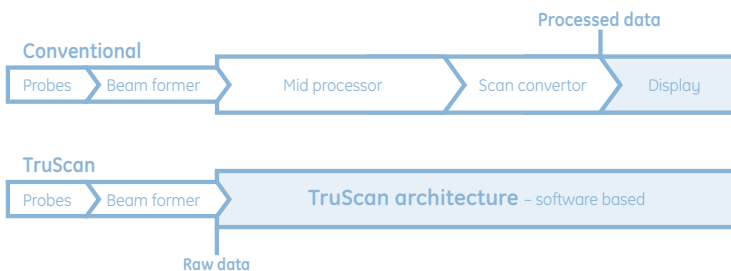 Processed data
Conventional
Probes Beam former Mid processor Scan convertor Display
TruScan
Probes Beam former TruScan architecture – software based
Raw data